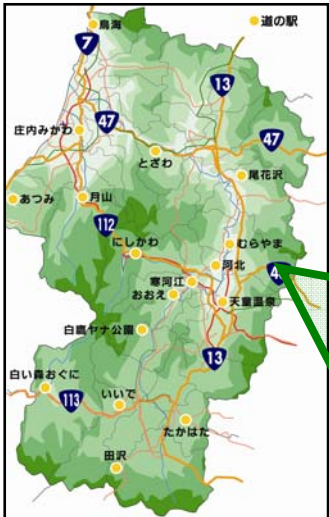 鳥海
道の駅
7
13
47
庄内みかわ
47
とざわ
尾花沢
あつみ
月山
112
にしかわ
むらやま
河北
寒河江
おおえ
天童温泉
白鷹ヤナ公園
13
白い森おぐに
113
いいで
たかはた
田沢